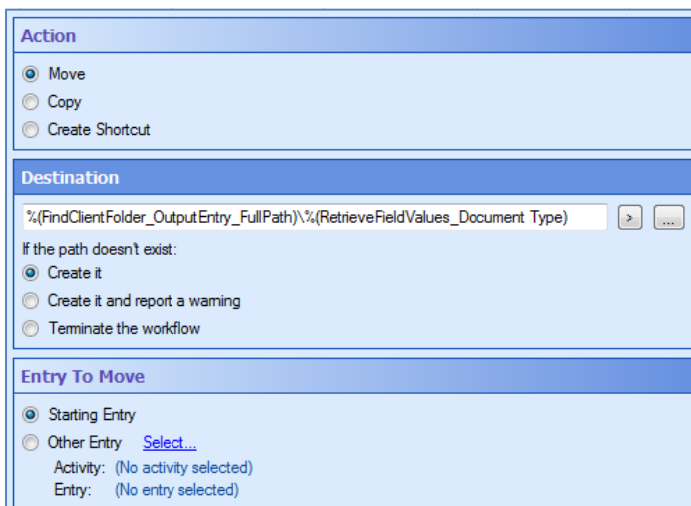 Action
Move
Copy
Create Shortcut
Destination
%(FindClientFolder_OutputEntry_FullPath)\%(RetrieveFieldValues_Document Type)
>
...
If the path doesn't exist:
Create it
Create it and report a warning
Terminate the workflow
Entry To Move
Starting Entry
Other Entry Select...
Activity: (No activity selected)
Entry: (No entry selected)